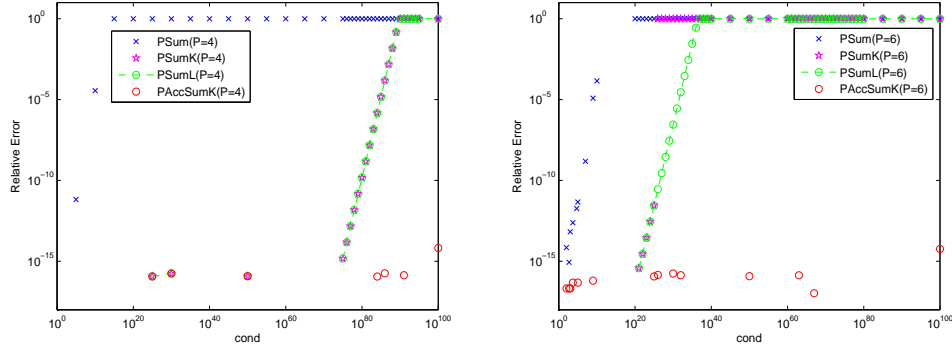 10^0
10^-5
10^-10
10^-15
Relative Error
PSum(P=4)
PSumK(P=4)
PSumL(P=4)
PAccSumK(P=4)
10^0 10^20 10^40 10^60 10^80 10^100
cond
10^0
10^-5
10^-10
10^-15
Relative Error
PSum(P=6)
PSumK(P=6)
PSumL(P=6)
PAccSumK(P=6)
10^0 10^20 10^40 10^60 10^80 10^100
cond